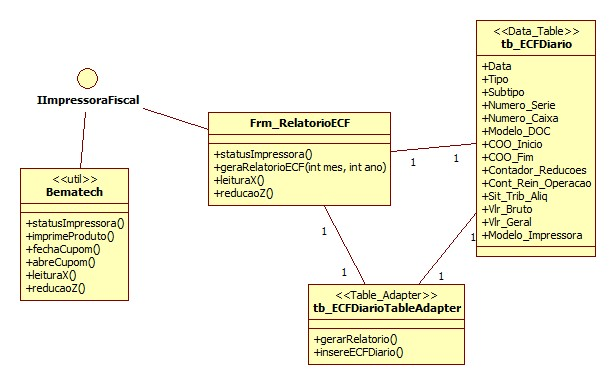 IImpressoraFiscal
<<util>>
Bematech
+statusImpressora()
+imprimeProduto()
+fechaCupom()
+abreCupom()
+leituraX()
+reducaoZ()
Frm_RelatorioECF
+statusImpressora()
+geraRelatorioECF(int mes, int ano)
+leituraX()
+reducaoZ()
1
1
<<Data_Table>>
tb_ECFDiario
+Data
+Tipo
+Subtipo
+Numero_Serie
+Numero_Caixa
+Modelo_DOC
+COO_Inicio
+COO_Fim
+Contador_Reducoes
+Cont_Rein_Operacao
+Sit_Trib_Aliq
+Vlr_Bruto
+Vlr_Geral
+Modelo_Impressora
1
1
1
1
<<Table_Adapter>>
tb_ECFDiarioTableAdapter
+gerarRelatorio()
+insereECFDiario()